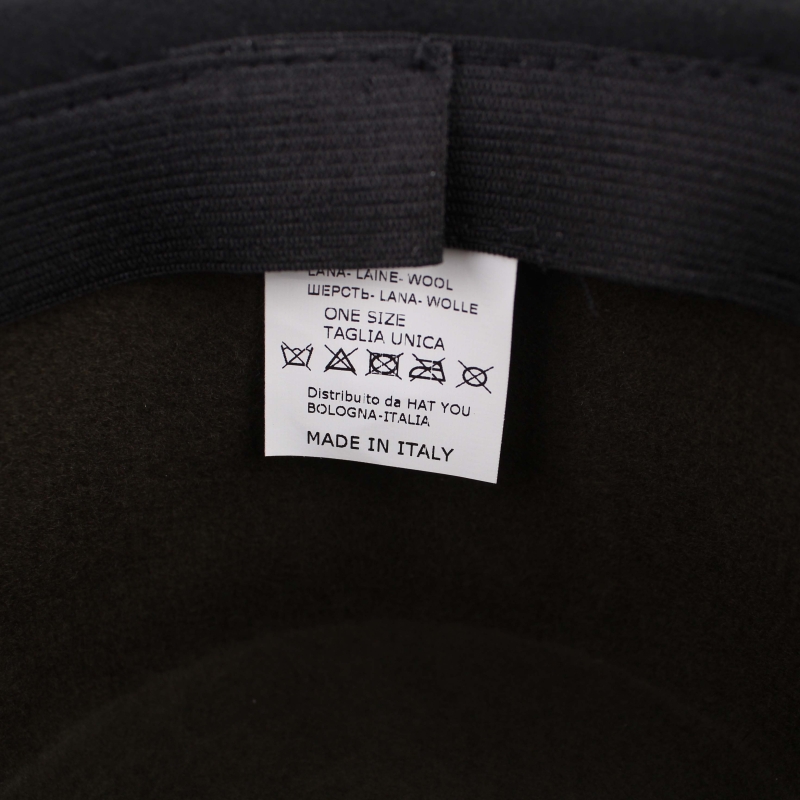 LANA- LAINE- WOOL
ШЕРСТЬ- LANA- WOLLE
ONE SIZE
TAGLIA UNICA
Distribuito da HAT YOU
BOLOGNA-ITALIA
MADE IN ITALY